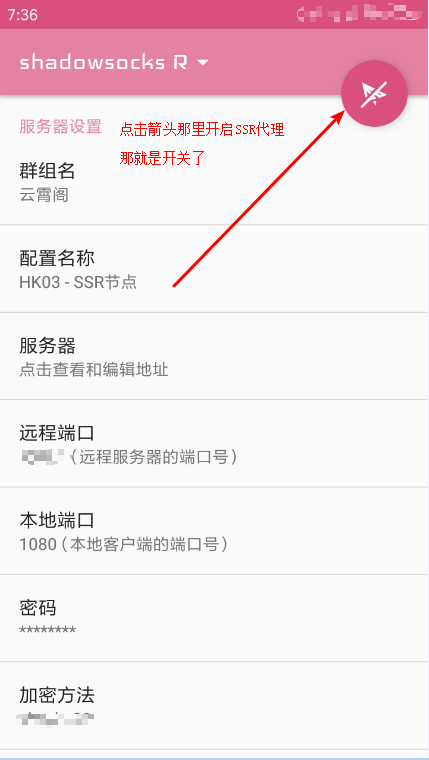 7:36
shadowsocks R
服务器设置
点击箭头那里开启SSR代理
那就是开关了
群组名
云霄阁
配置名称
HK03 - SSR节点
服务器
点击查看和编辑地址
远程端口
(远程服务器的端口号)
本地端口
1080 (本地客户端的端口号)
密码
********
加密方法